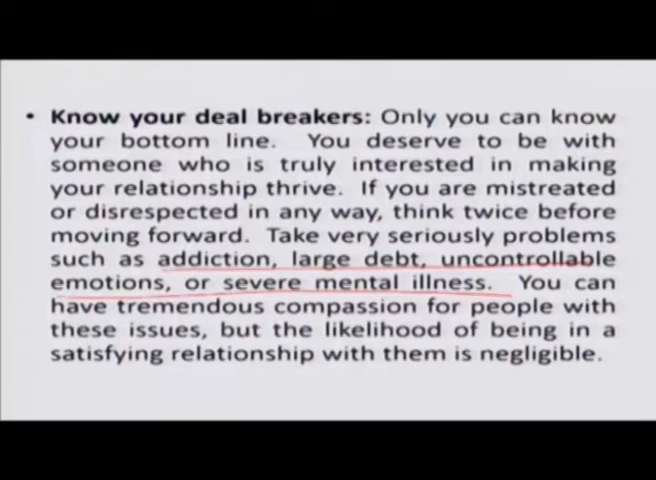 • Know your deal breakers: Only you can know
your bottom line. You deserve to be with
someone who is truly interested in making
your relationship thrive. If you are mistreated
or disrespected in any way, think twice before
moving forward. Take very seriously problems
such as addiction, large debt, uncontrollable
emotions, or severe mental illness. You can
have tremendous compassion for people with
these issues, but the likelihood of being in a
satisfying relationship with them is negligible.